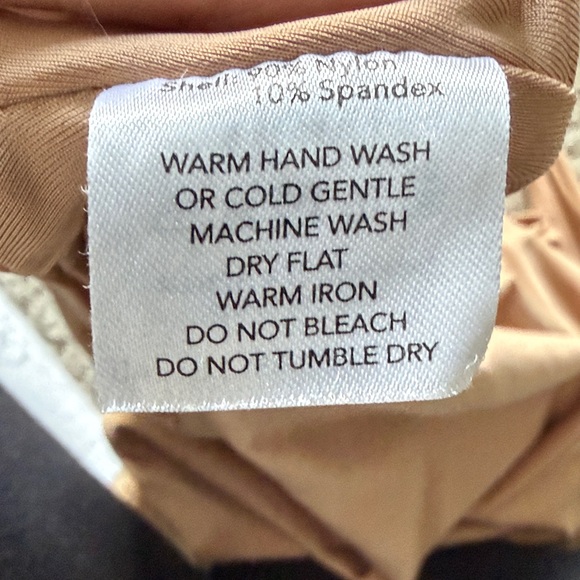 Shell: 90% Nylon
10% Spandex
WARM HAND WASH
OR COLD GENTLE
MACHINE WASH
DRY FLAT
WARM IRON
DO NOT BLEACH
DO NOT TUMBLE DRY